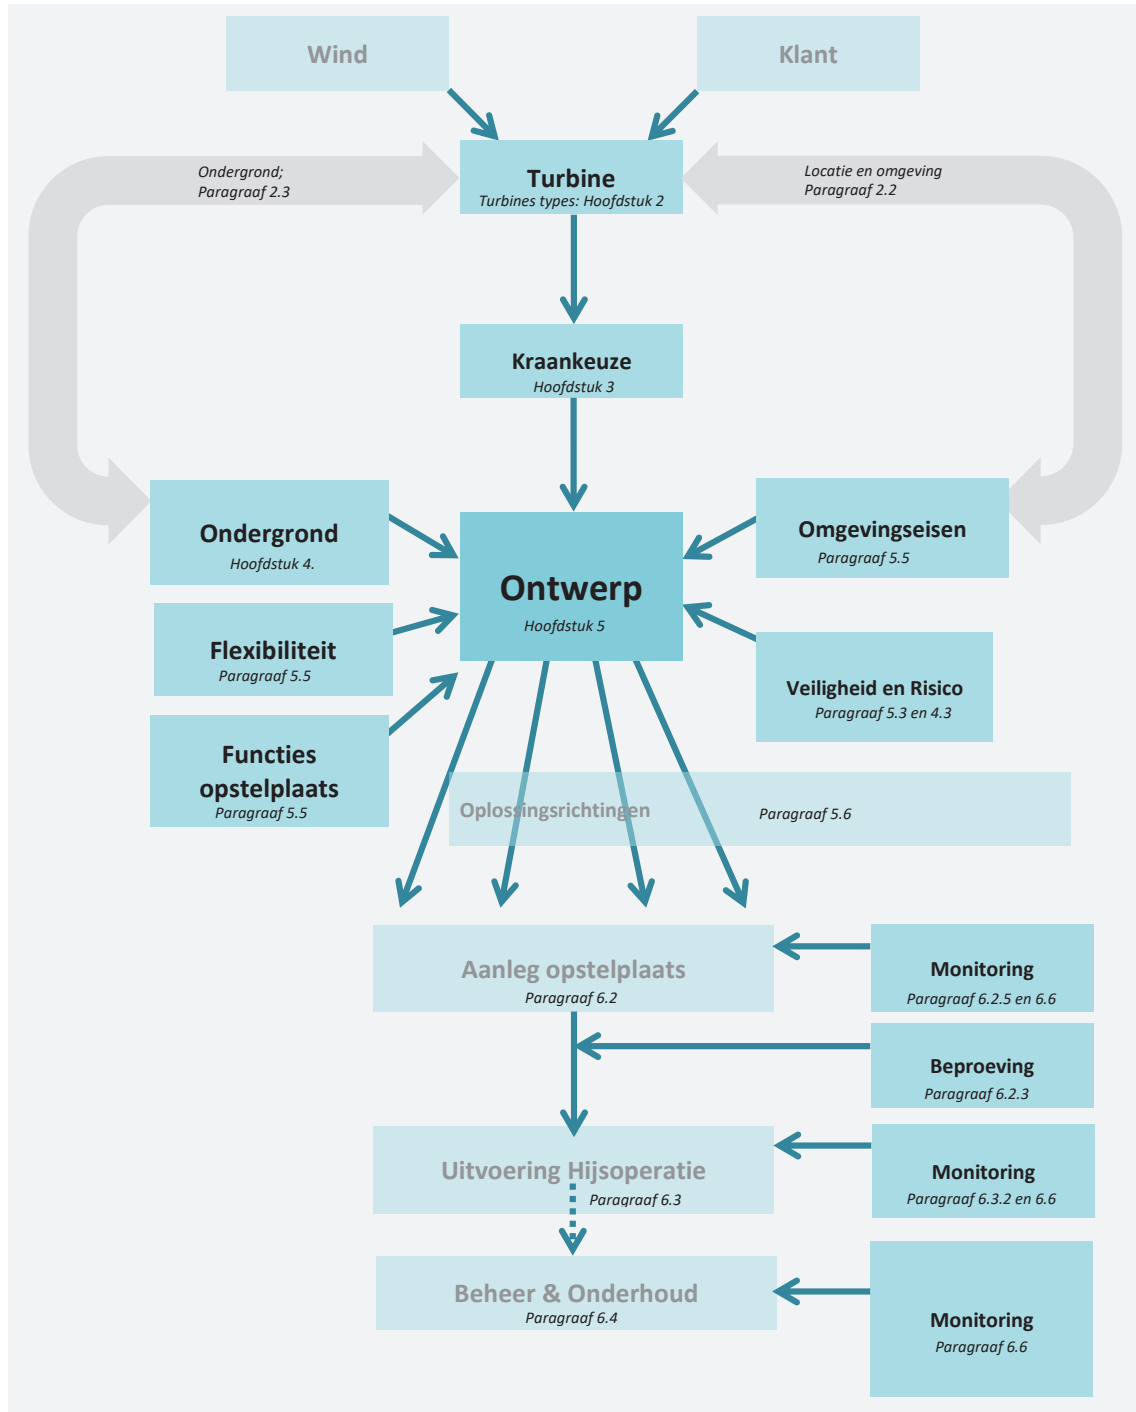 Wind
Klant
Ondergrond;
Paragraaf 2.3
Turbine
Turbines types: Hoofdstuk 2
Locatie en omgeving
Paragraaf 2.2
Kraankeuze
Hoofdstuk 3
Ondergrond
Hoofdstuk 4.
Ontwerp
Hoofdstuk 5
Omgevingseisen
Paragraaf 5.5
Flexibiliteit
Paragraaf 5.5
Veiligheid en Risico
Paragraaf 5.3 en 4.3
Functies
opstelplaats
Paragraaf 5.5
Oplossingsrichtingen
Paragraaf 5.6
Aanleg opstelplaats
Paragraaf 6.2
Monitoring
Paragraaf 6.2.5 en 6.6
Beproeving
Paragraaf 6.2.3
Uitvoering Hijsoperatie
Paragraaf 6.3
Monitoring
Paragraaf 6.3.2 en 6.6
Beheer & Onderhoud
Paragraaf 6.4
Monitoring
Paragraaf 6.6